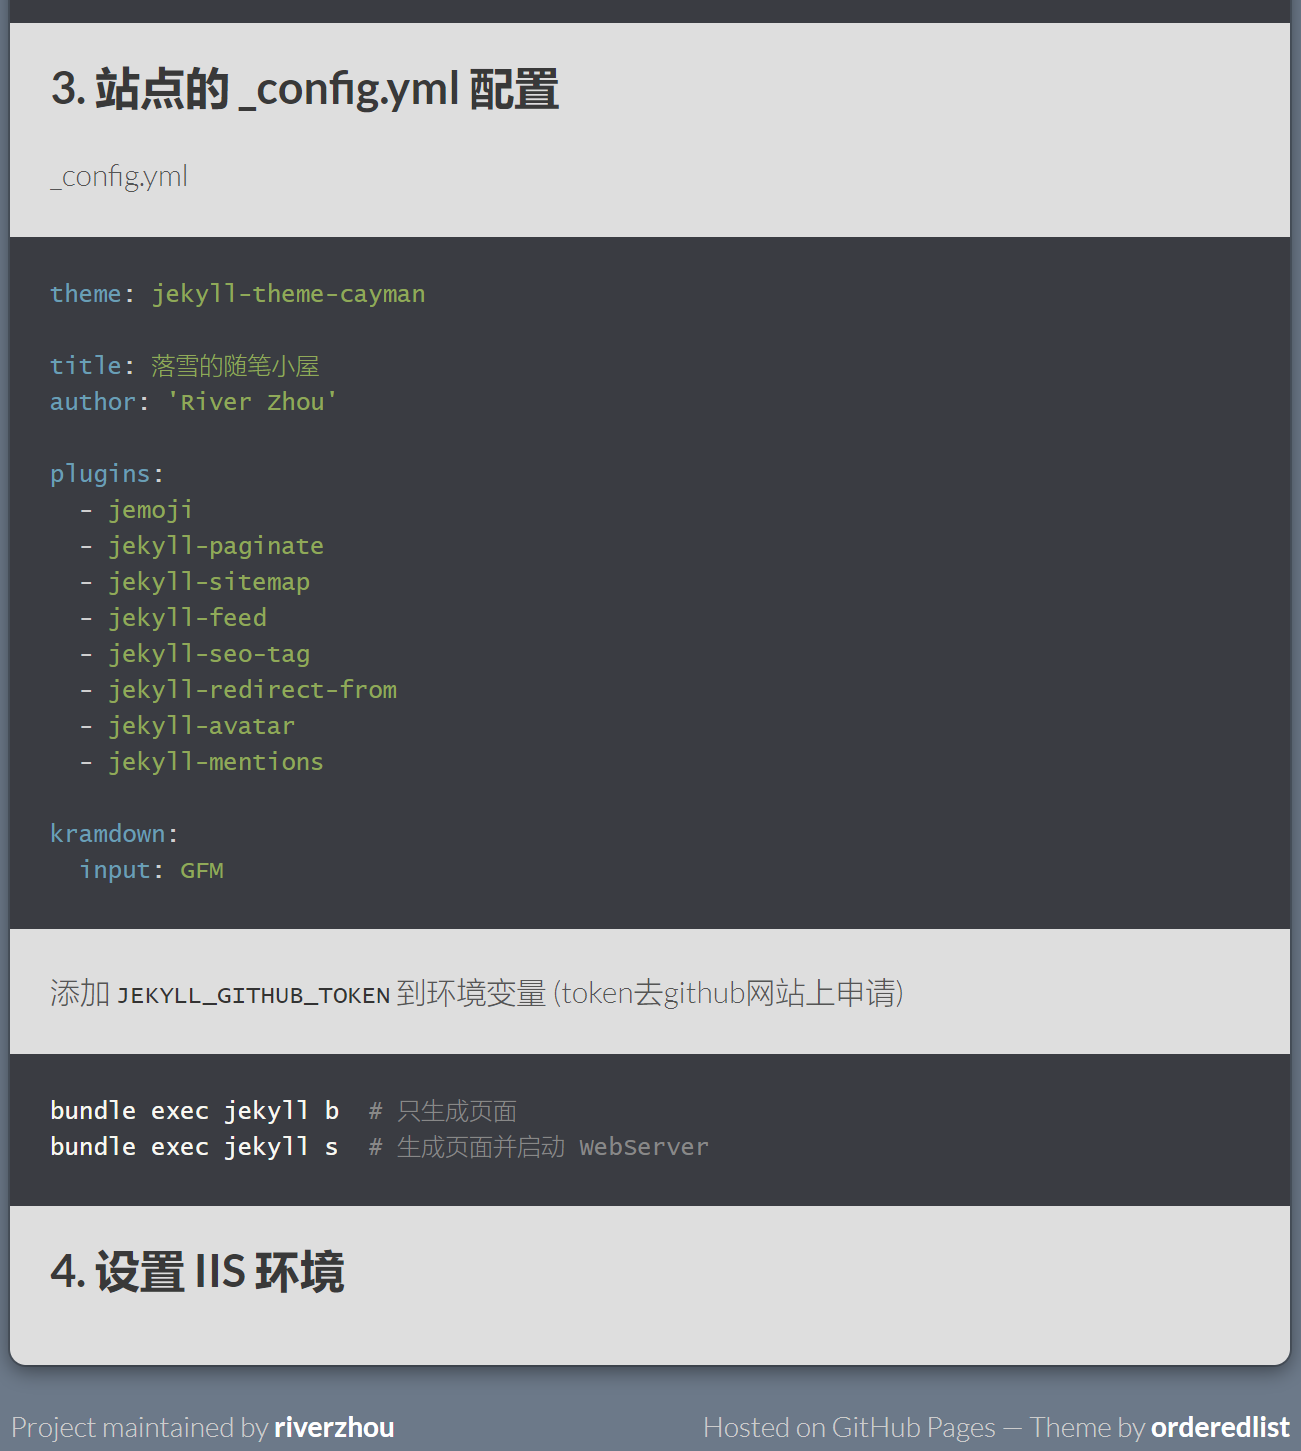 3. 站点的 _config.yml 配置
_config.yml
theme: jekyll-theme-cayman
title: 落雪的随笔小屋
author: 'River Zhou'
plugins:
  - jemoji
  - jekyll-paginate
  - jekyll-sitemap
  - jekyll-feed
  - jekyll-seo-tag
  - jekyll-redirect-from
  - jekyll-avatar
  - jekyll-mentions
kramdown:
  input: GFM
添加 JEKYLL_GITHUB_TOKEN 到环境变量 (token去github网站上申请)
bundle exec jekyll b  # 只生成页面
bundle exec jekyll s  # 生成页面并启动 WebServer
4. 设置 IIS 环境
Project maintained by riverzhou
Hosted on GitHub Pages — Theme by orderedlist